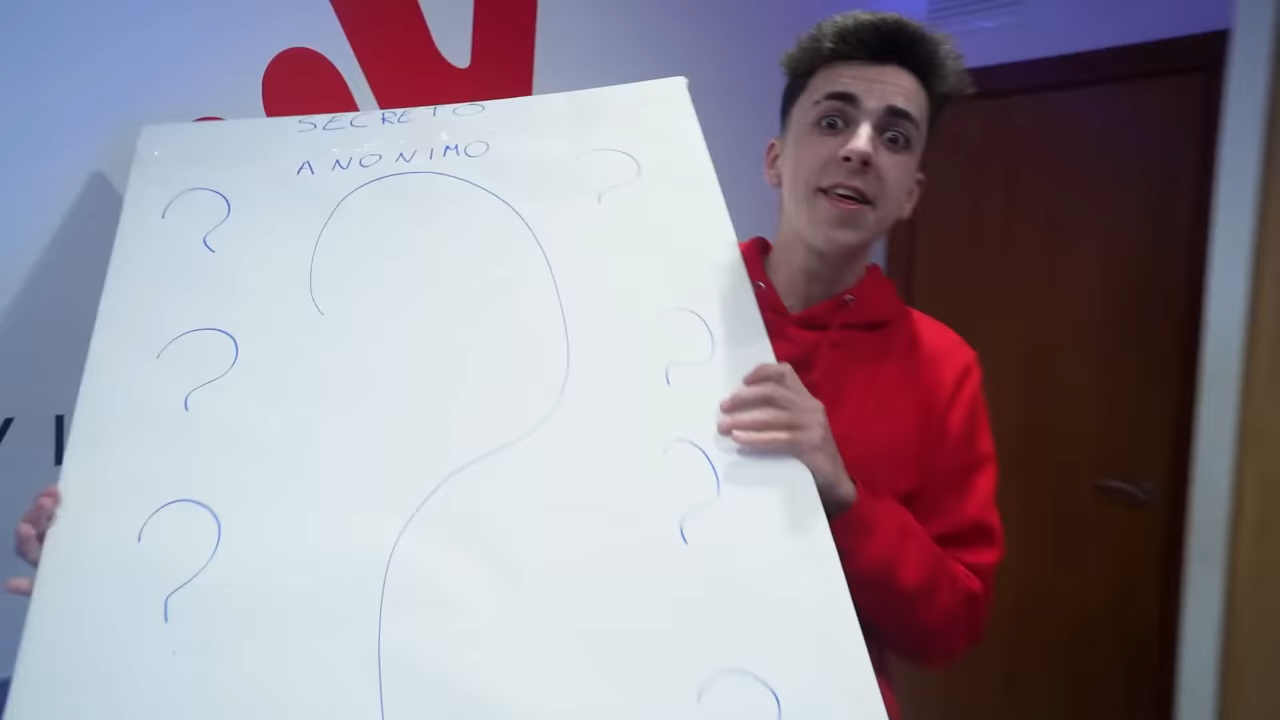 SECRETO
ANONIMO
? ?
? ?
? ? ?
?